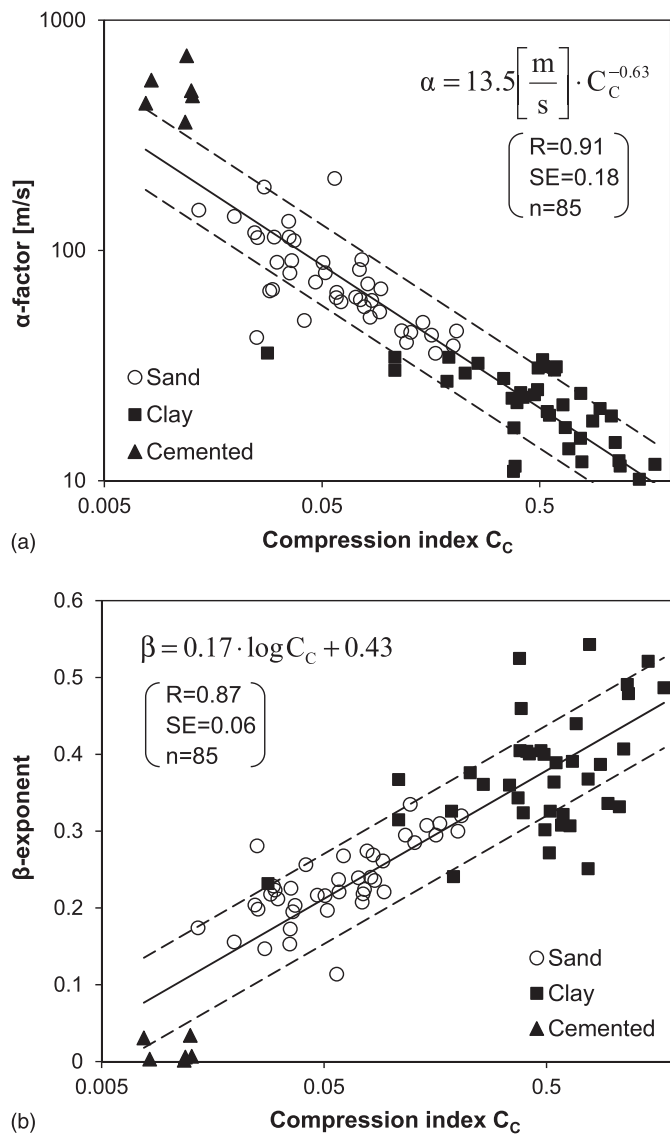 1000
α = 13.5 [m/s] · C_C^−0.63
R=0.91
SE=0.18
n=85
100
α-factor [m/s]
Sand
Clay
Cemented
10
0.005 0.05 0.5
(a) Compression index C_C
0.6
β = 0.17 · log C_C + 0.43
0.5
R=0.87
SE=0.06
n=85
0.4
β-exponent
0.3
0.2
Sand
0.1
Clay
Cemented
0
0.005 0.05 0.5
(b) Compression index C_C